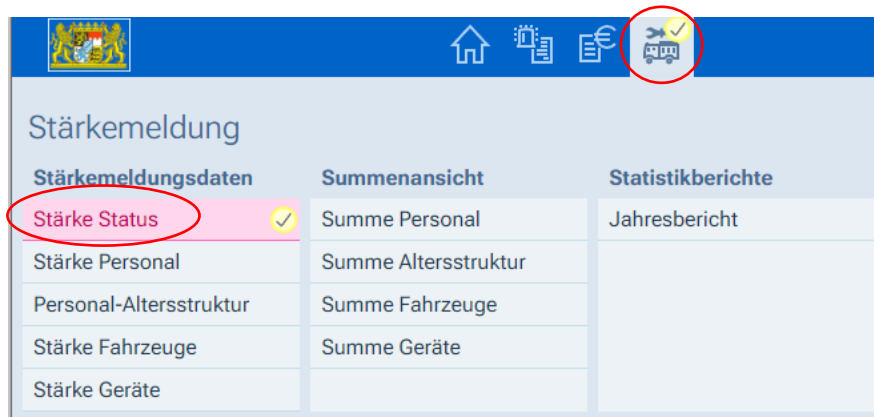 Stärkemeldung
Stärkemeldungsdaten
Stärke Status
Stärke Personal
Personal-Altersstruktur
Stärke Fahrzeuge
Stärke Geräte
Summenansicht
Summe Personal
Summe Altersstruktur
Summe Fahrzeuge
Summe Geräte
Statistikberichte
Jahresbericht